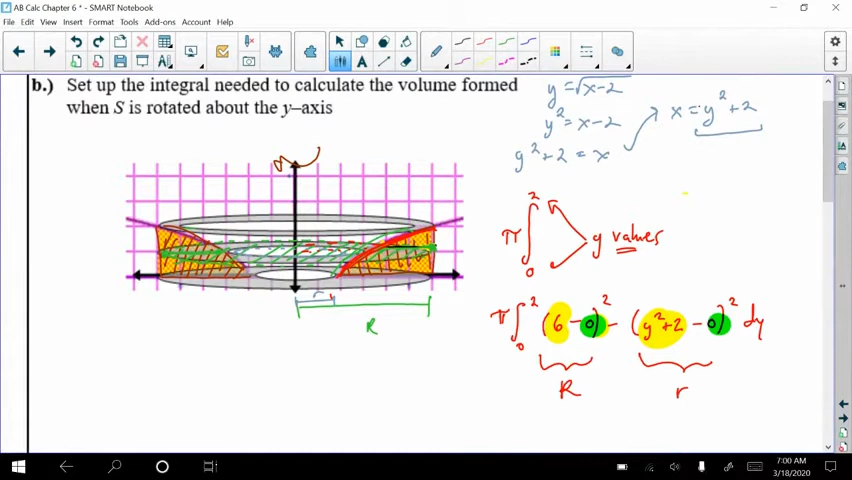 AB Calc Chapter 6 * - SMART Notebook
File Edit View Insert Format Tools Add-ons Account Help
b.) Set up the integral needed to calculate the volume formed
when S is rotated about the y–axis
y = √x-2
y² = x-2
y²+2 = x
x = y²+2
π ∫₀² y values
π ∫₀² (6 - 0)² - (y²+2 - 0)² dy
R r
r
R
7:00 AM
3/18/2020